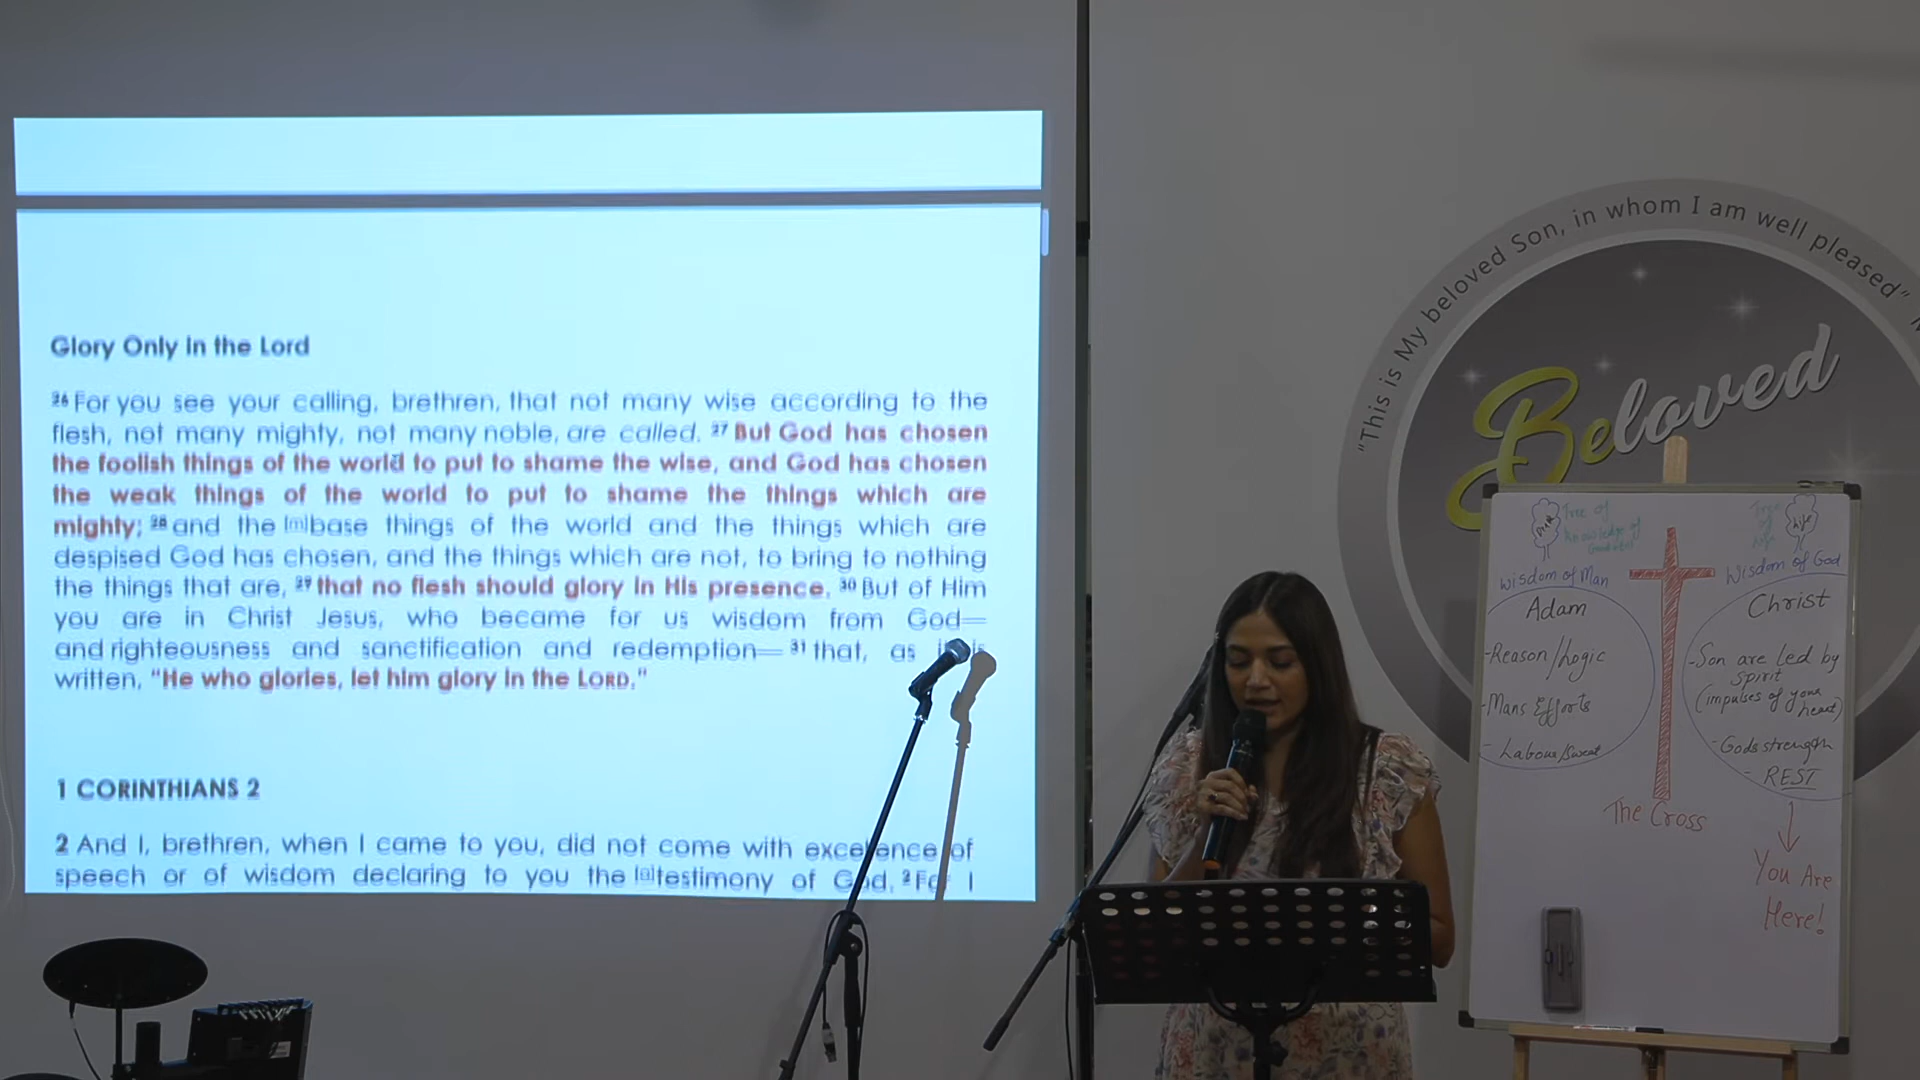 Glory Only in the Lord
26 For you see your calling, brethren, that not many wise according to the
flesh, not many mighty, not many noble, are called. 27 But God has chosen
the foolish things of the world to put to shame the wise, and God has chosen
the weak things of the world to put to shame the things which are
mighty; 28 and the [m]base things of the world and the things which are
despised God has chosen, and the things which are not, to bring to nothing
the things that are, 29 that no flesh should glory in His presence. 30 But of Him
you are in Christ Jesus, who became for us wisdom from God—
and righteousness and sanctification and redemption— 31 that, as it is
written, "He who glories, let him glory in the LORD."
1 CORINTHIANS 2
2 And I, brethren, when I came to you, did not come with excellence of
speech or of wisdom declaring to you the [a]testimony of God. 2 For I
"This is My beloved Son, in whom I am well pleased"
Beloved
Tree of
Knowledge of
Wisdom of Man
Adam
-Reason/Logic
-Mans Efforts
-Labour/Sweat
The Cross
Tree
of
life
Life
Wisdom of God
Christ
-Son are led by
Spirit
(impulses of your
heart)
-Gods strength
-REST
You Are
Here!